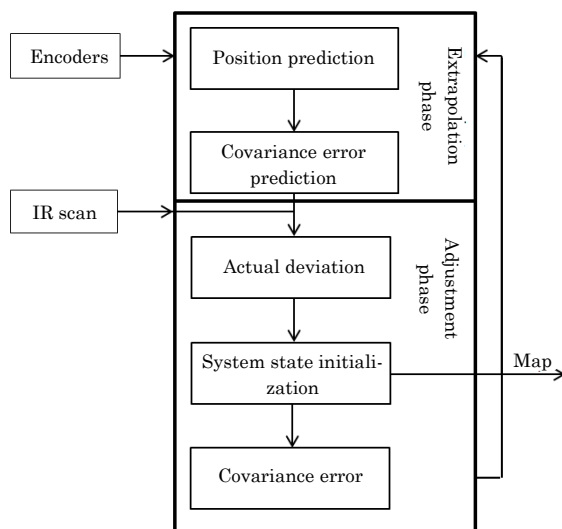 Encoders
Position prediction
Extrapolation
phase
Covariance error
prediction
IR scan
Actual deviation
Adjustment
phase
System state initiali-
zation
Map
Covariance error